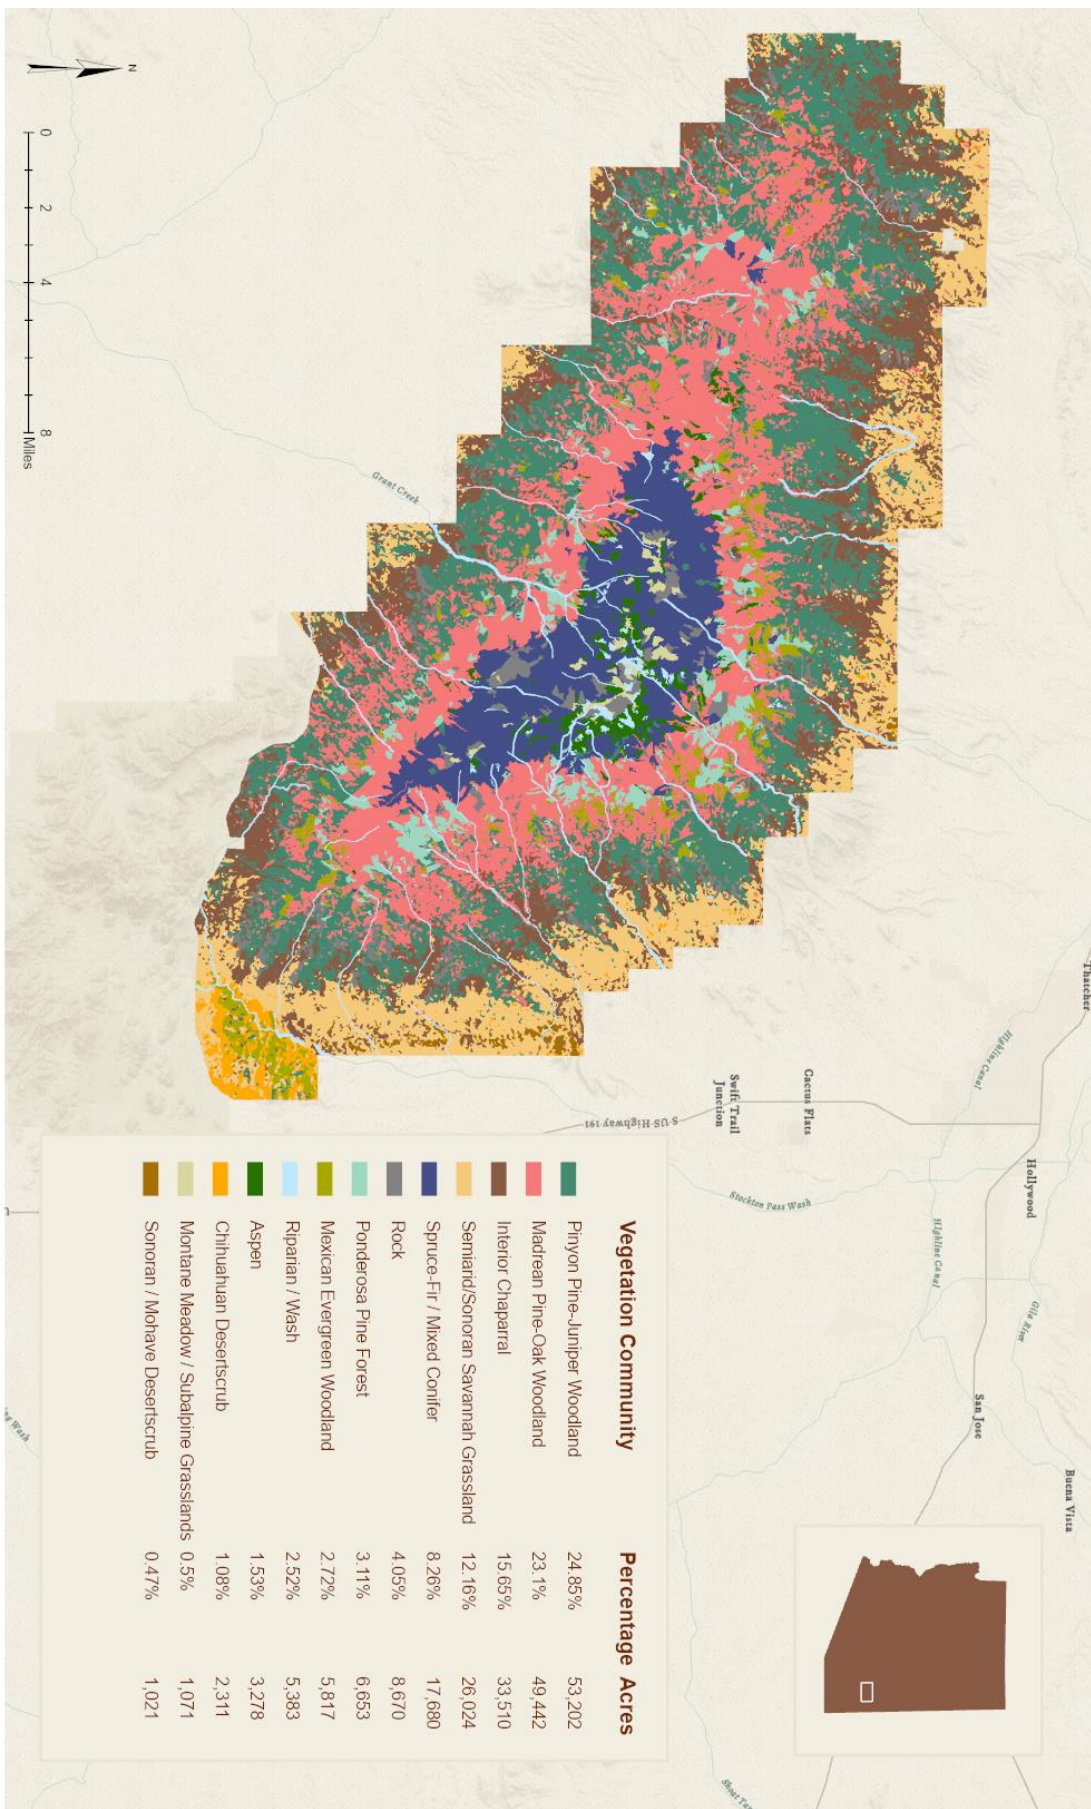 N
0 2 4 8
Miles
Grant Creek
Thatcher
Highline Canal
Cactus Flats
Swift Trail
Junction
S US Highway 191
Hollywood
Stockton Pass Wash
Highline Canal
Gila River
San Jose
Buena Vista
Vegetation Community Percentage Acres
Pinyon Pine-Juniper Woodland 24.85% 53,202
Madrean Pine-Oak Woodland 23.1% 49,442
Interior Chaparral 15.65% 33,510
Semiarid/Sonoran Savannah Grassland 12.16% 26,024
Spruce-Fir / Mixed Conifer 8.26% 17,680
Rock 4.05% 8,670
Ponderosa Pine Forest 3.11% 6,653
Mexican Evergreen Woodland 2.72% 5,817
Riparian / Wash 2.52% 5,383
Aspen 1.53% 3,278
Chihuahuan Desertscrub 1.08% 2,311
Montane Meadow / Subalpine Grasslands 0.5% 1,071
Sonoran / Mohave Desertscrub 0.47% 1,021
Wash